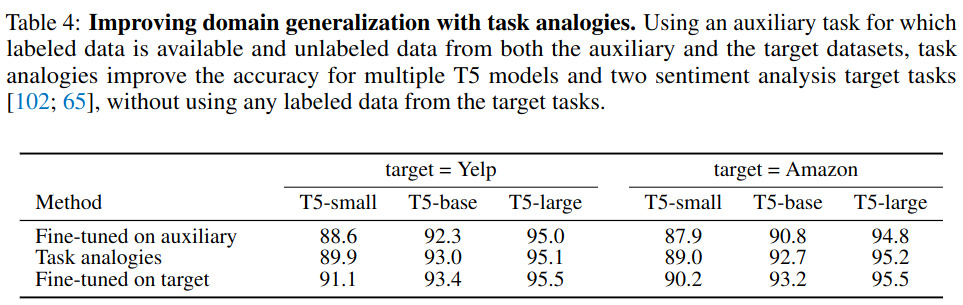 Table 4: Improving domain generalization with task analogies. Using an auxiliary task for which
labeled data is available and unlabeled data from both the auxiliary and the target datasets, task
analogies improve the accuracy for multiple T5 models and two sentiment analysis target tasks
[102; 65], without using any labeled data from the target tasks.
target = Yelp target = Amazon
Method T5-small T5-base T5-large T5-small T5-base T5-large
Fine-tuned on auxiliary 88.6 92.3 95.0 87.9 90.8 94.8
Task analogies 89.9 93.0 95.1 89.0 92.7 95.2
Fine-tuned on target 91.1 93.4 95.5 90.2 93.2 95.5